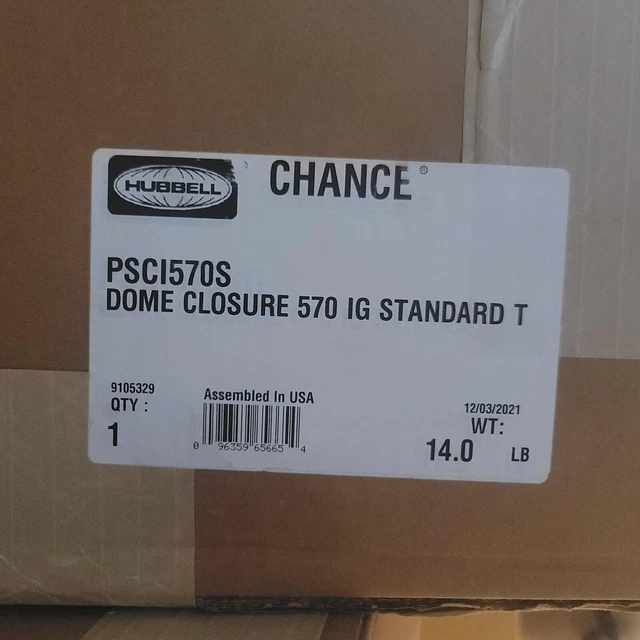 HUBBELL
CHANCE®
PSCI570S
DOME CLOSURE 570 IG STANDARD T
9105329
QTY :
1
Assembled In USA
0 96359 65665 4
12/03/2021
WT:
14.0 LB